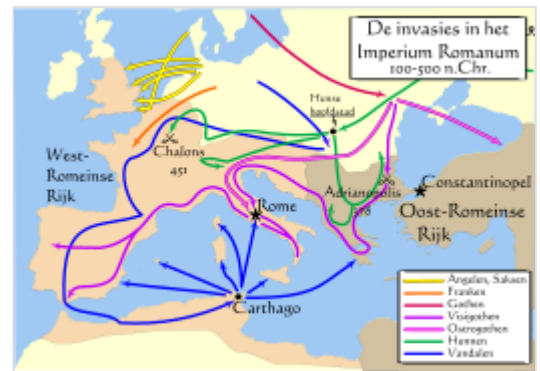 De invasies in het
Imperium Romanum
100-500 n.Chr.
Hunse
hoofdstad
Chalons
451
West-
Romeinse
Rijk
Adrianopolis
378
Constantinopel
Rome
Oost-Romeinse
Rijk
Carthago
Angelen, Saksen
Franken
Gothen
Visigothen
Ostrogothen
Hunnen
Vandalen